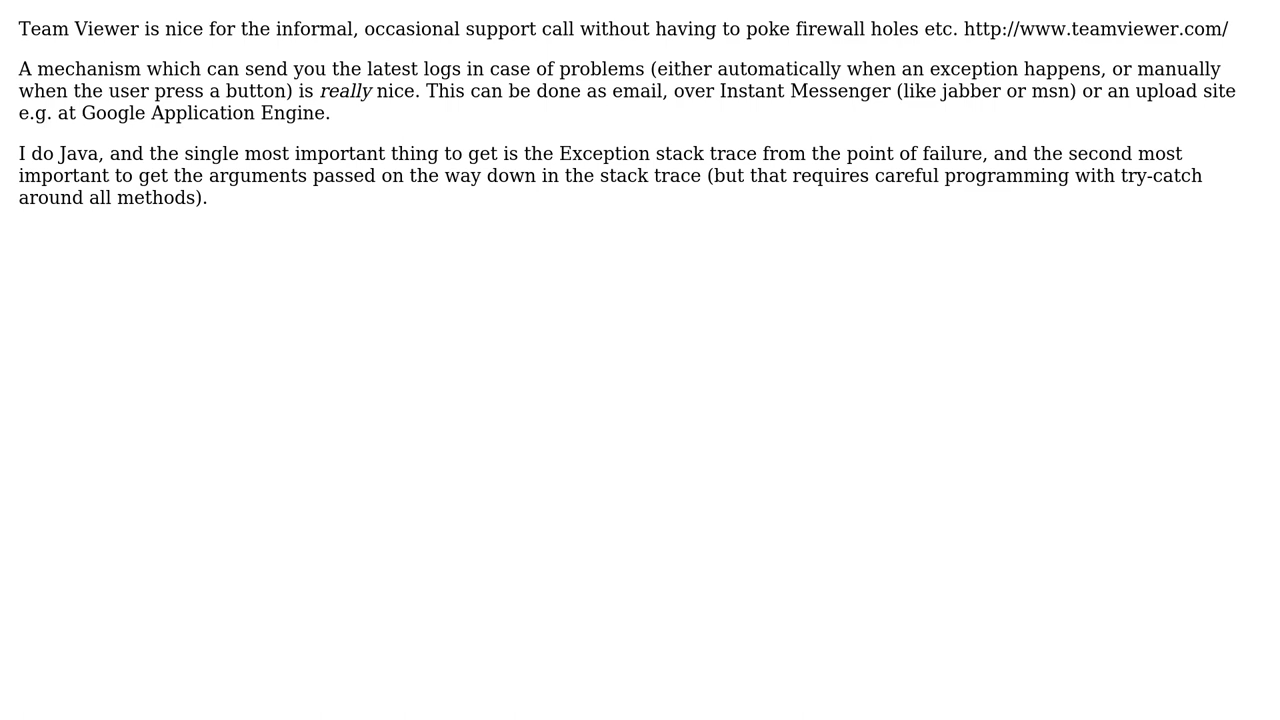 Team Viewer is nice for the informal, occasional support call without having to poke firewall holes etc. http://www.teamviewer.com/
A mechanism which can send you the latest logs in case of problems (either automatically when an exception happens, or manually
when the user press a button) is really nice. This can be done as email, over Instant Messenger (like jabber or msn) or an upload site
e.g. at Google Application Engine.
I do Java, and the single most important thing to get is the Exception stack trace from the point of failure, and the second most
important to get the arguments passed on the way down in the stack trace (but that requires careful programming with try-catch
around all methods).